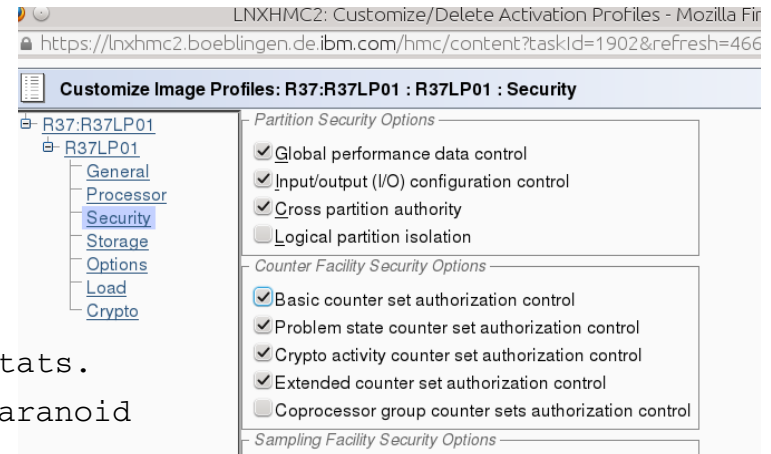 LNXHMC2: Customize/Delete Activation Profiles - Mozilla Fir
https://lnxhmc2.boeblingen.de.ibm.com/hmc/content?taskId=1902&refresh=466
Customize Image Profiles: R37:R37LP01 : R37LP01 : Security
R37:R37LP01
R37LP01
General
Processor
Security
Storage
Options
Load
Crypto
tats.
aranoid
Partition Security Options
Global performance data control
Input/output (I/O) configuration control
Cross partition authority
Logical partition isolation
Counter Facility Security Options
Basic counter set authorization control
Problem state counter set authorization control
Crypto activity counter set authorization control
Extended counter set authorization control
Coprocessor group counter sets authorization control
Sampling Facility Security Options